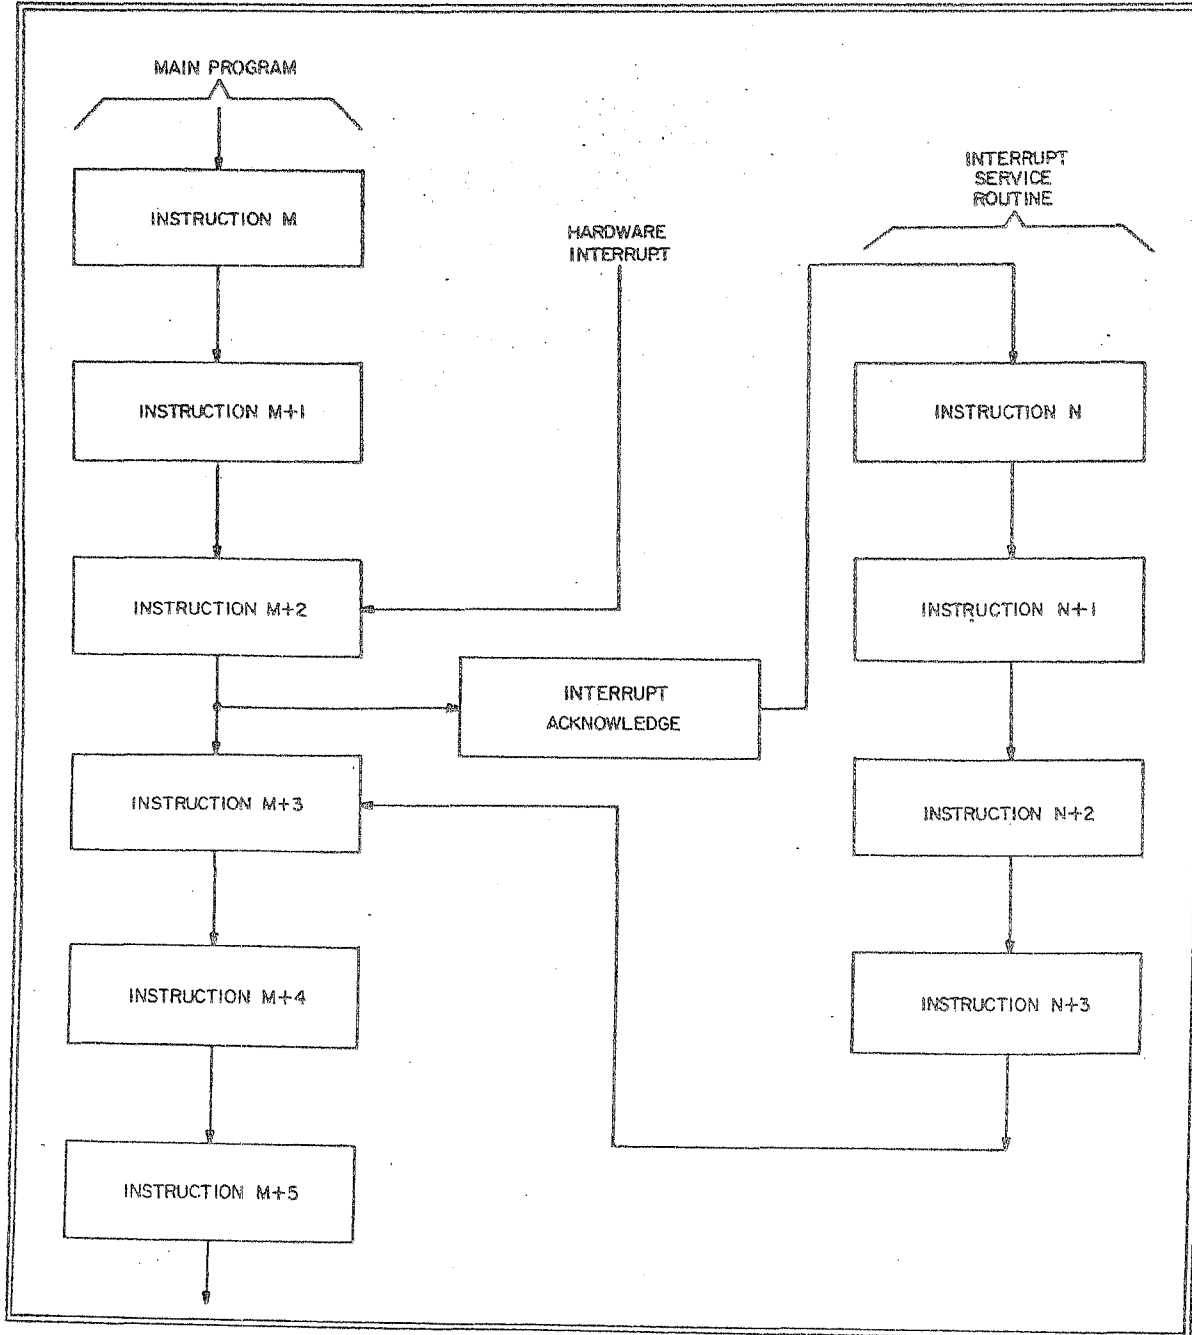 MAIN PROGRAM
INSTRUCTION M
INSTRUCTION M+1
INSTRUCTION M+2
INSTRUCTION M+3
INSTRUCTION M+4
INSTRUCTION M+5
HARDWARE
INTERRUPT
INTERRUPT
ACKNOWLEDGE
INTERRUPT
SERVICE
ROUTINE
INSTRUCTION N
INSTRUCTION N+1
INSTRUCTION N+2
INSTRUCTION N+3